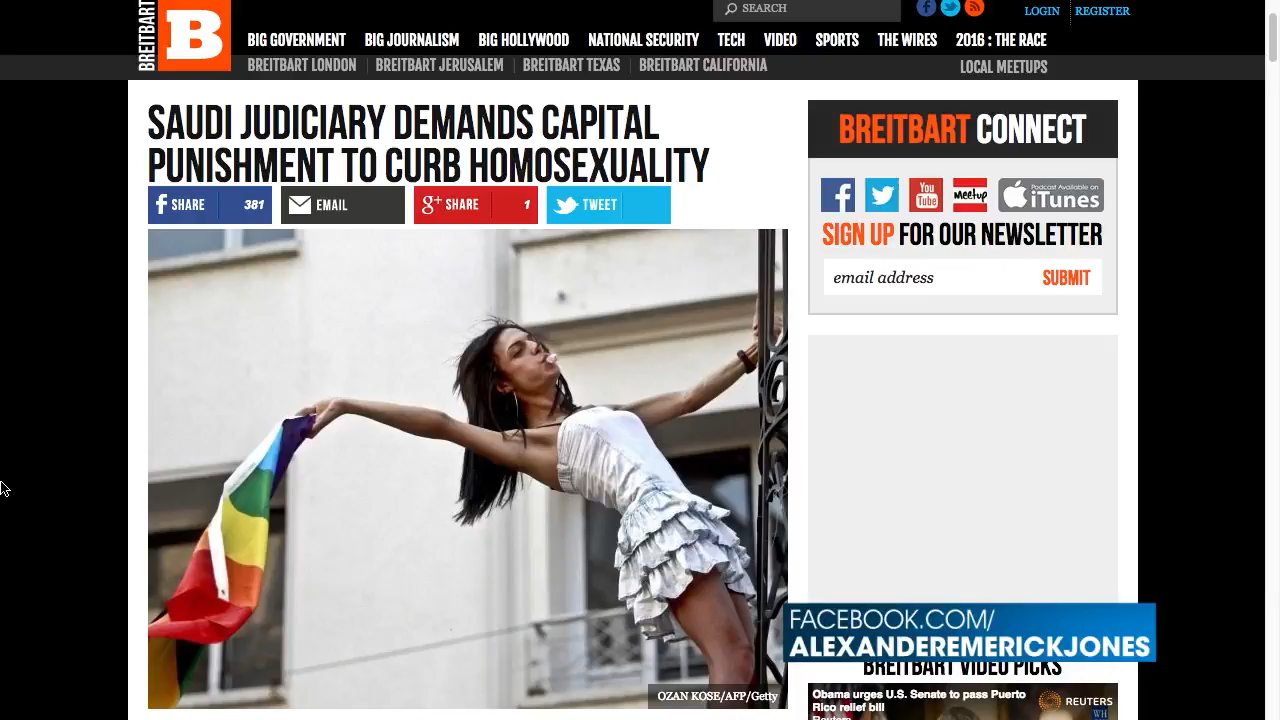 BREITBART
B
SEARCH
LOGIN
REGISTER
BIG GOVERNMENT
BIG JOURNALISM
BIG HOLLYWOOD
NATIONAL SECURITY
TECH
VIDEO
SPORTS
THE WIRES
2016 : THE RACE
BREITBART LONDON
BREITBART JERUSALEM
BREITBART TEXAS
BREITBART CALIFORNIA
LOCAL MEETUPS
SAUDI JUDICIARY DEMANDS CAPITAL
PUNISHMENT TO CURB HOMOSEXUALITY
f SHARE 381
EMAIL
g+ SHARE 1
TWEET
OZAN KOSE/AFP/Getty
BREITBART CONNECT
You
Tube
meetup
Podcast Available on
iTunes
SIGN UP FOR OUR NEWSLETTER
email address
SUBMIT
FACEBOOK.COM/
ALEXANDEREMERICKJONES
BREITBART VIDEO PICKS
Obama urges U.S. Senate to pass Puerto
Rico relief bill
Reuters
REUTERS
WH